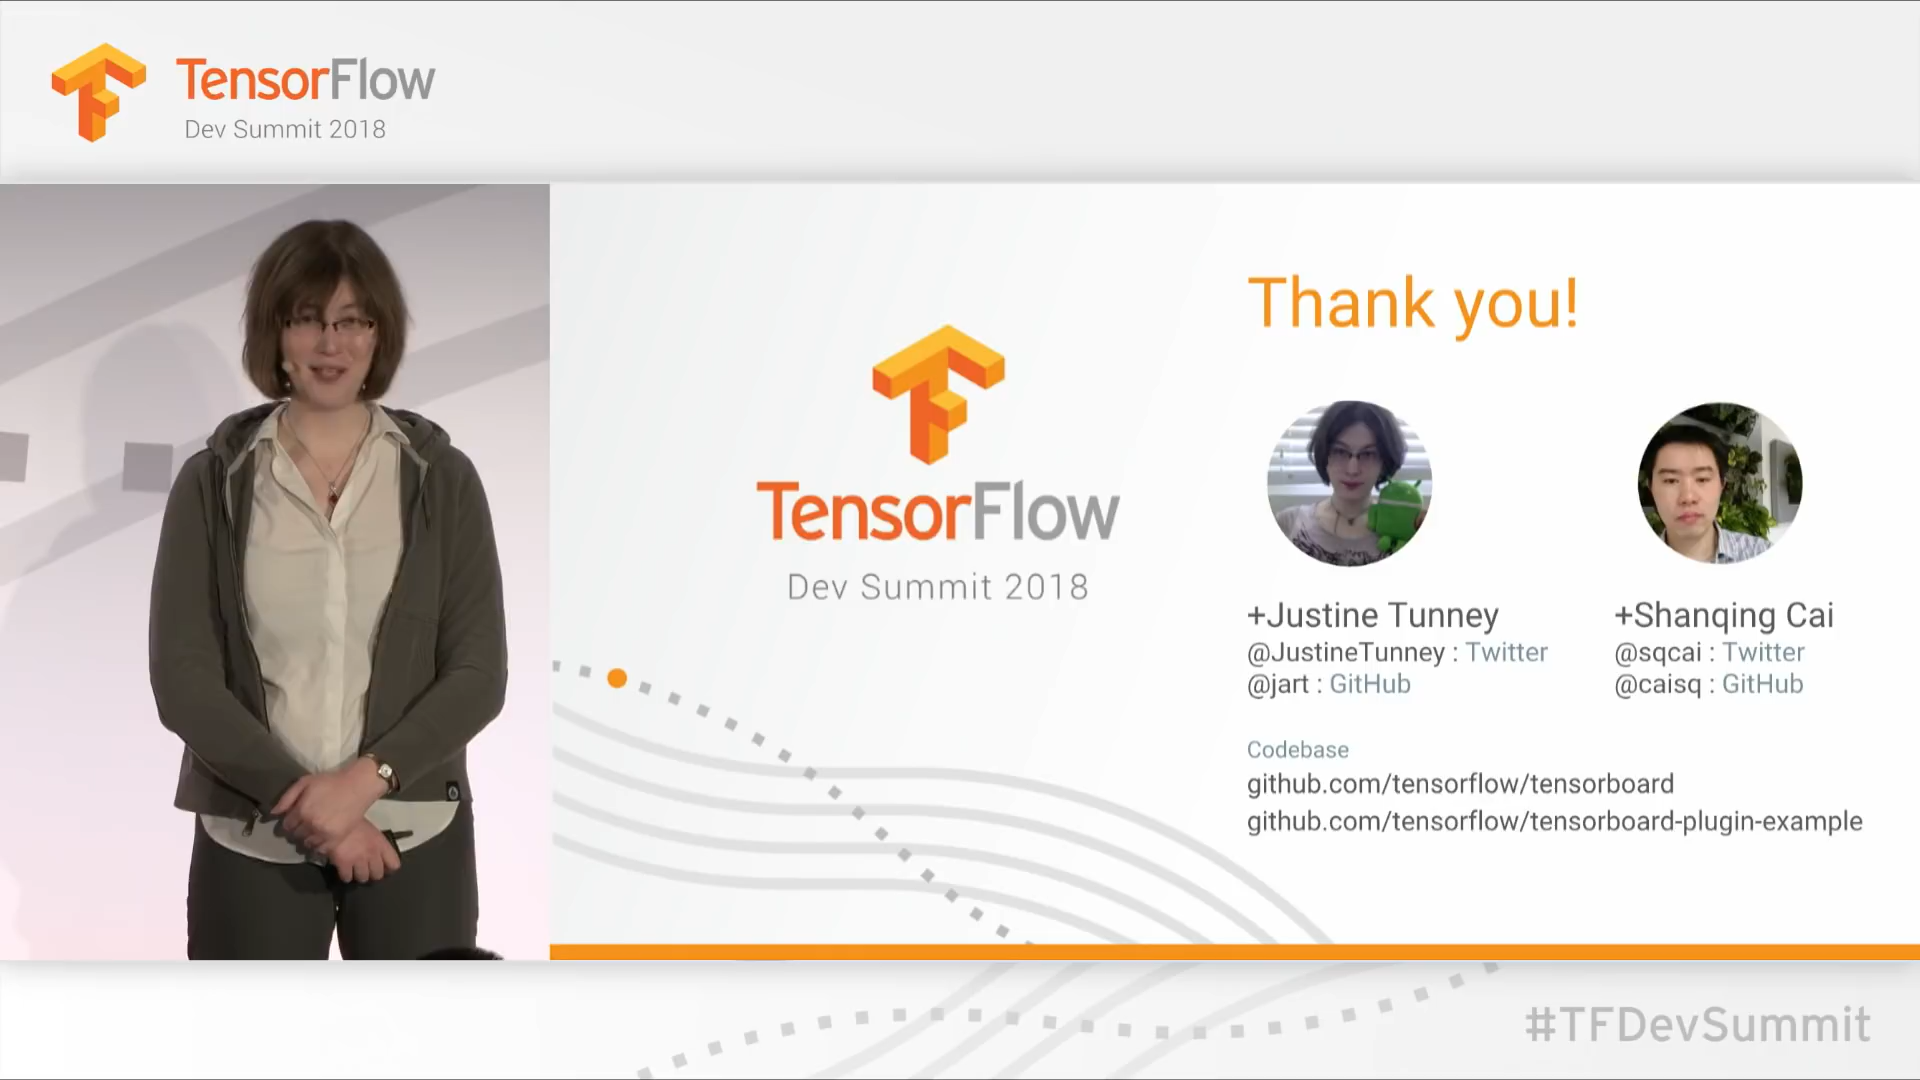 TensorFlow
Dev Summit 2018
Thank you!
TensorFlow
Dev Summit 2018
+Justine Tunney
@JustineTunney : Twitter
@jart : GitHub
+Shanqing Cai
@sqcai : Twitter
@caisq : GitHub
Codebase
github.com/tensorflow/tensorboard
github.com/tensorflow/tensorboard-plugin-example
#TFDevSummit